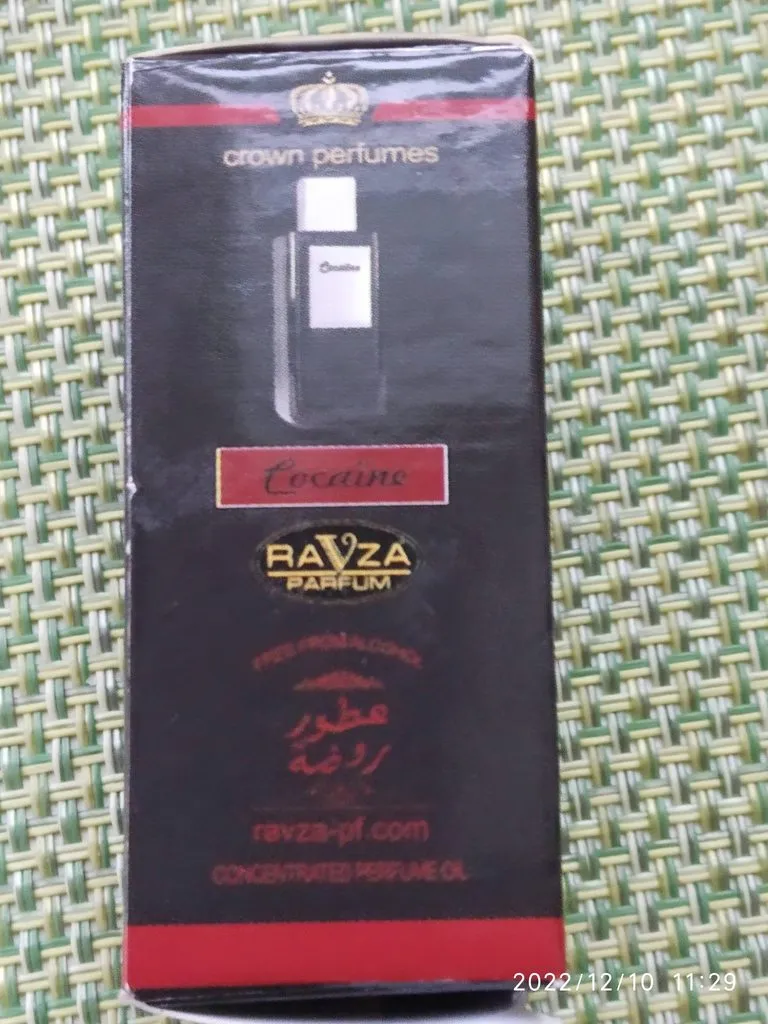 crown perfumes
Cocaine
Cocaine
RAVZA
PARFUM
FREE FROM ALCOHOL
عطور
روضة
ravza-pf.com
CONCENTRATED PERFUME OIL
2022/12/10 11:29